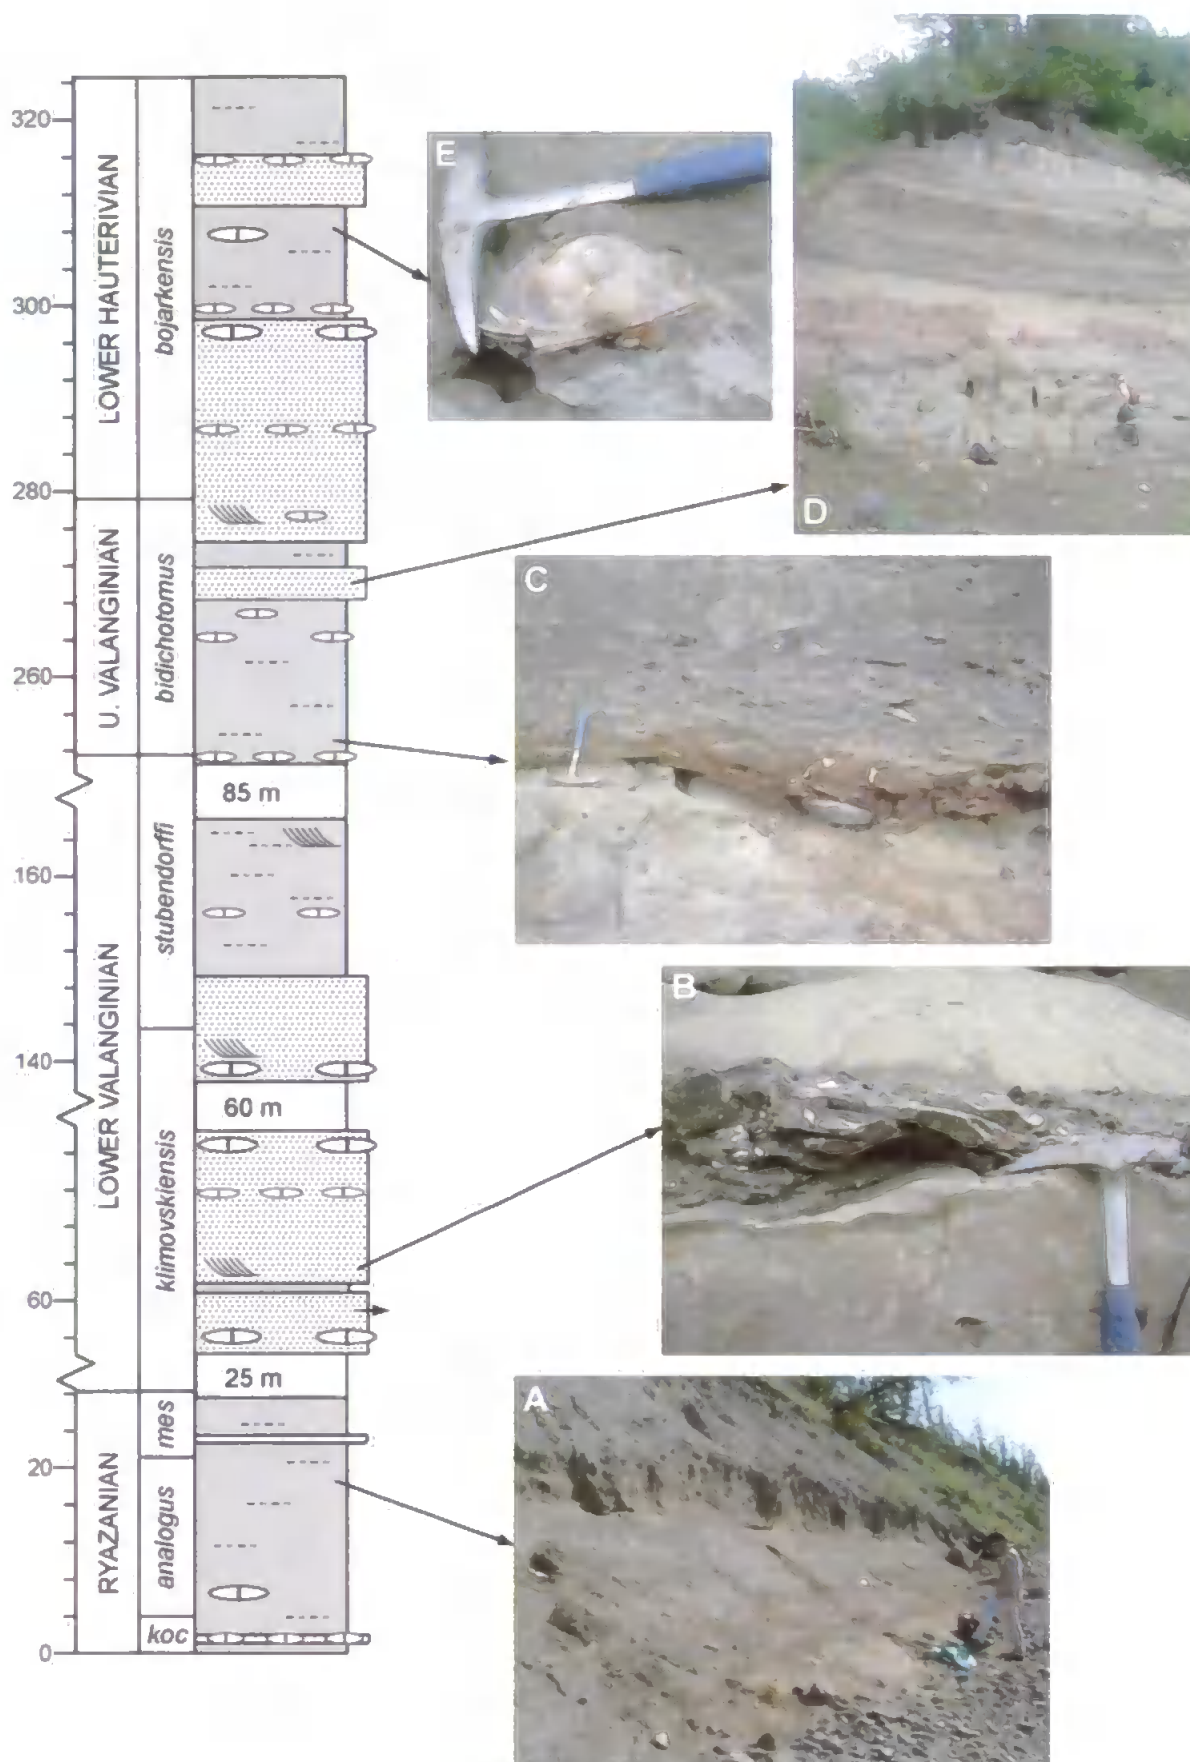 320
300
280
260
160
140
60
20
0
LOWER HAUTERIVIAN
U. VALANGINIAN
LOWER VALANGINIAN
RYAZANIAN
bojarkensis
bidichotomus
stubendorffi
klimovskiensis
mes
analogus
koc
85 m
60 m
25 m
E
D
C
B
A